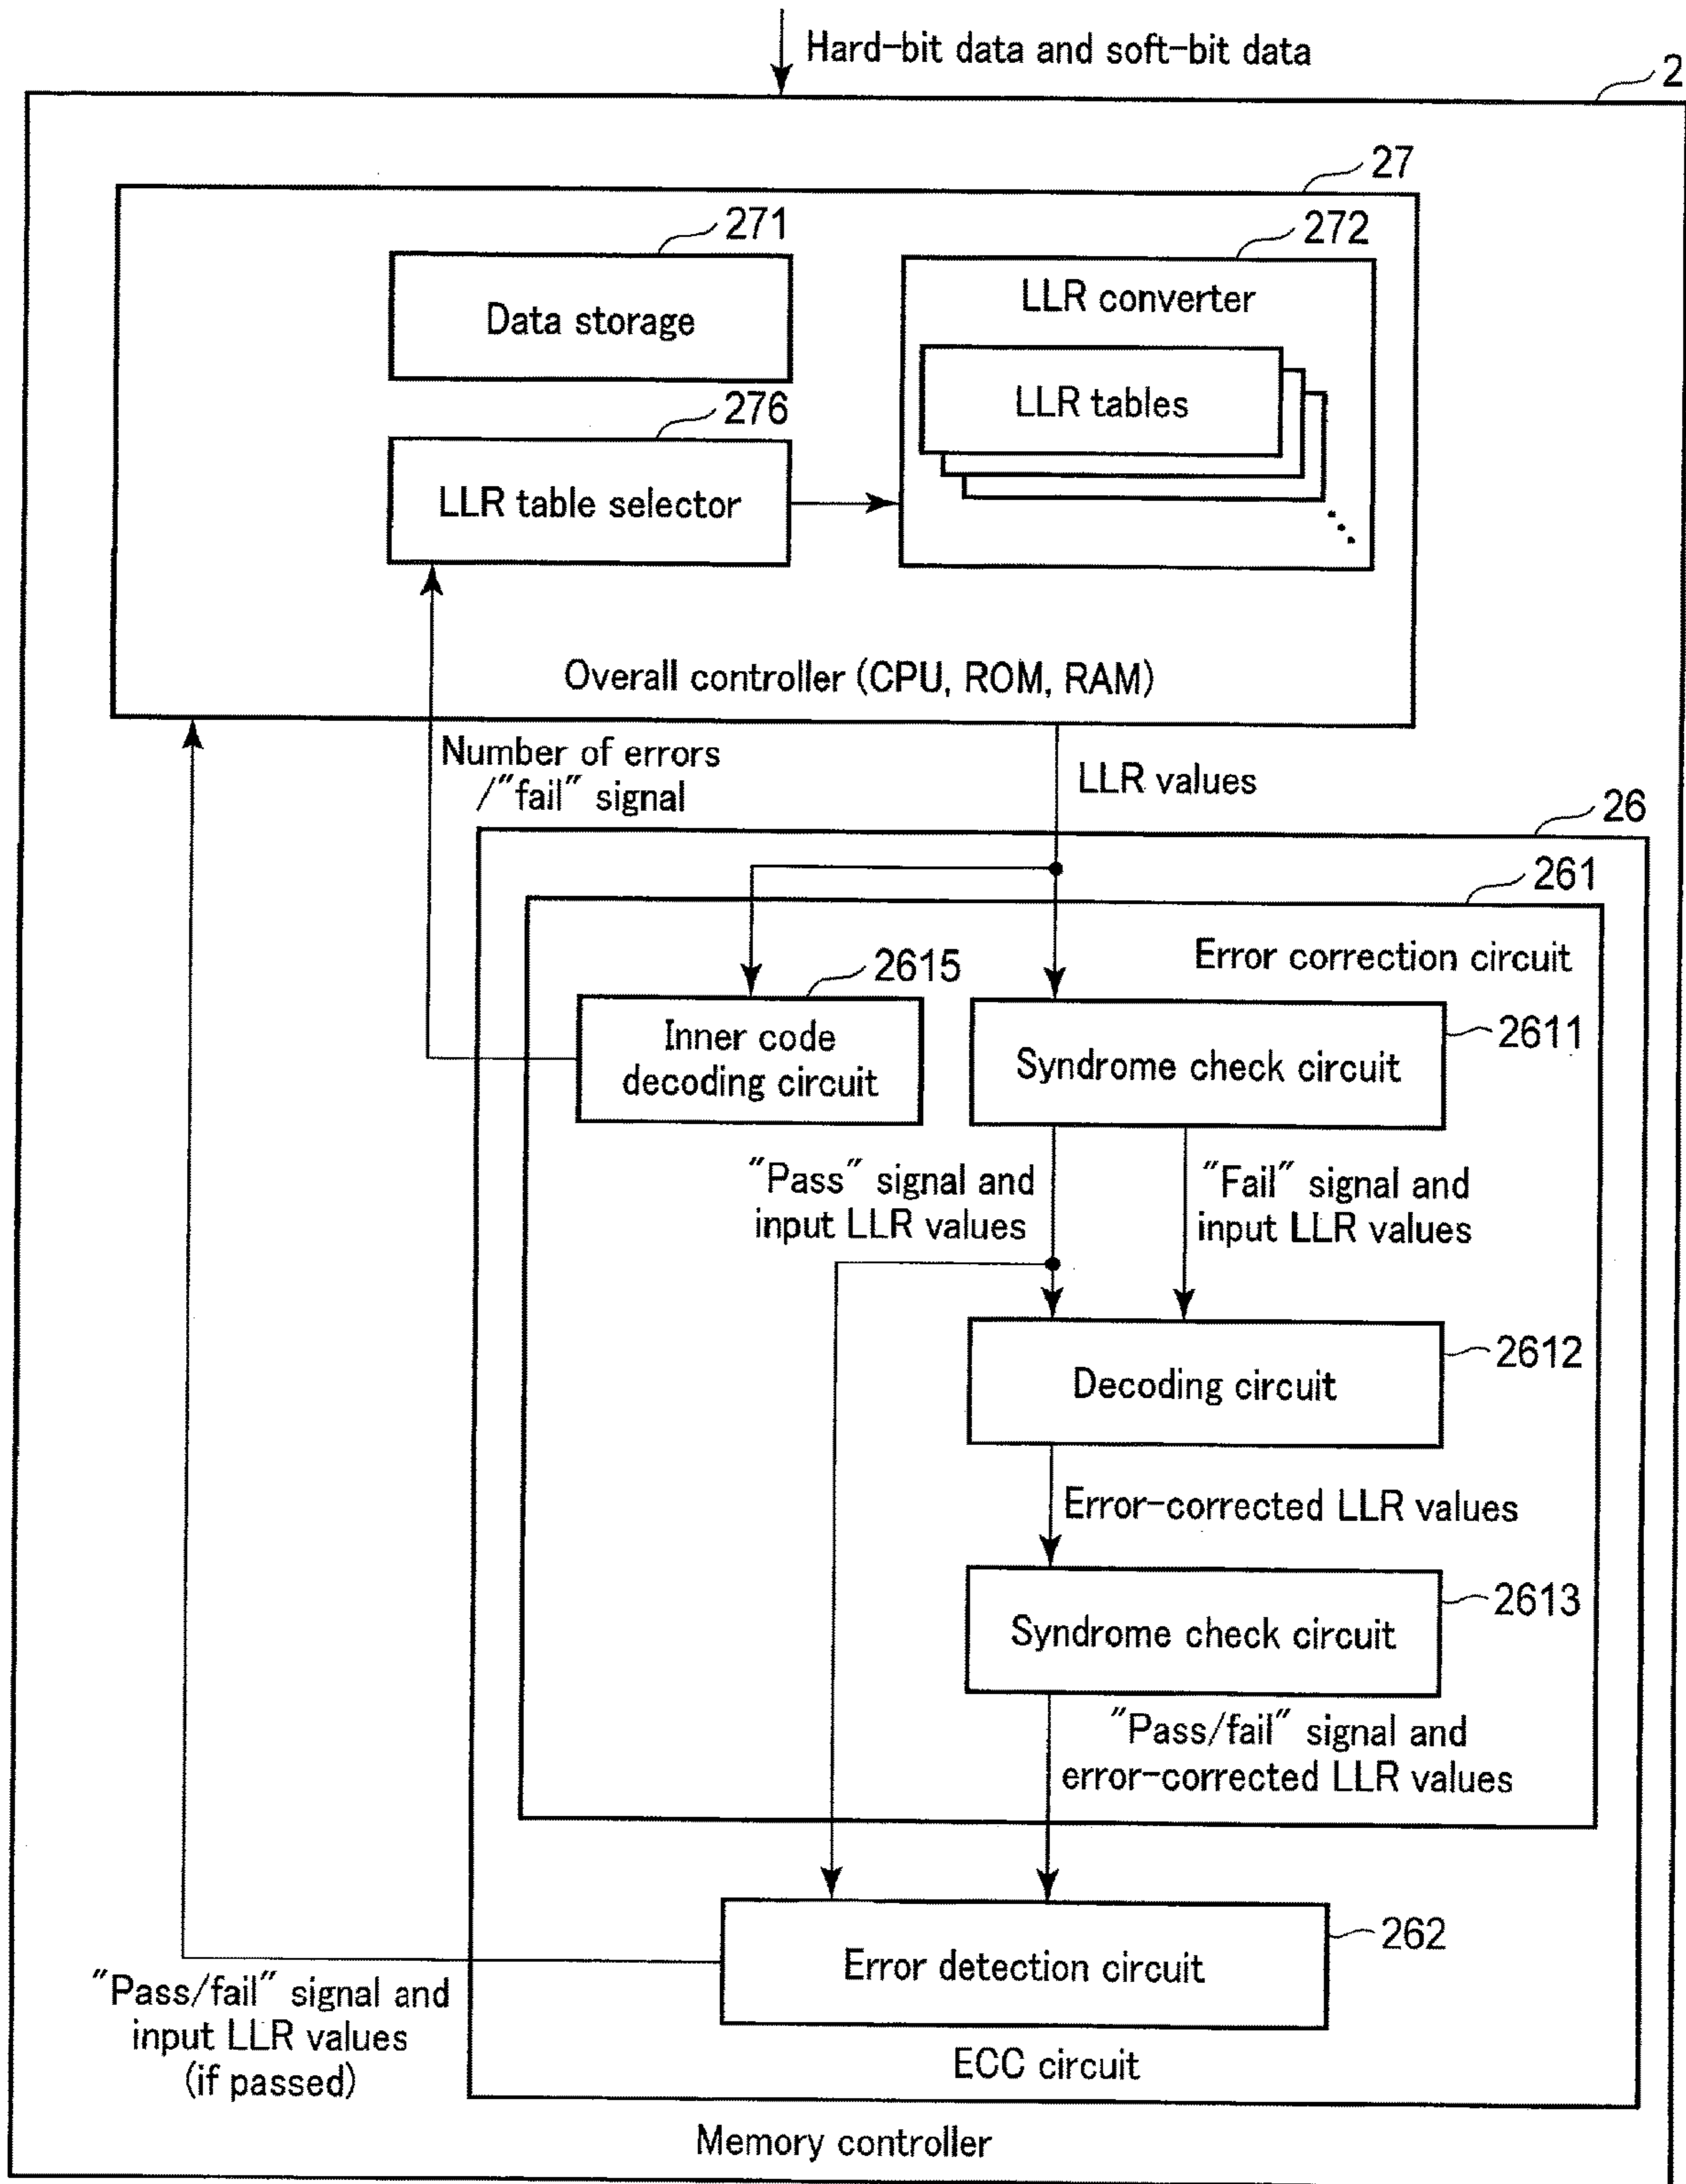 Hard-bit data and soft-bit data
2
27
271
272
Data storage
LLR converter
LLR tables
276
LLR table selector
Overall controller (CPU, ROM, RAM)
Number of errors
/"fail" signal
LLR values
26
261
Error correction circuit
2615
Inner code
decoding circuit
2611
Syndrome check circuit
"Pass" signal and
input LLR values
"Fail" signal and
input LLR values
2612
Decoding circuit
Error-corrected LLR values
2613
Syndrome check circuit
"Pass/fail" signal and
error-corrected LLR values
262
Error detection circuit
"Pass/fail" signal and
input LLR values
(if passed)
ECC circuit
Memory controller